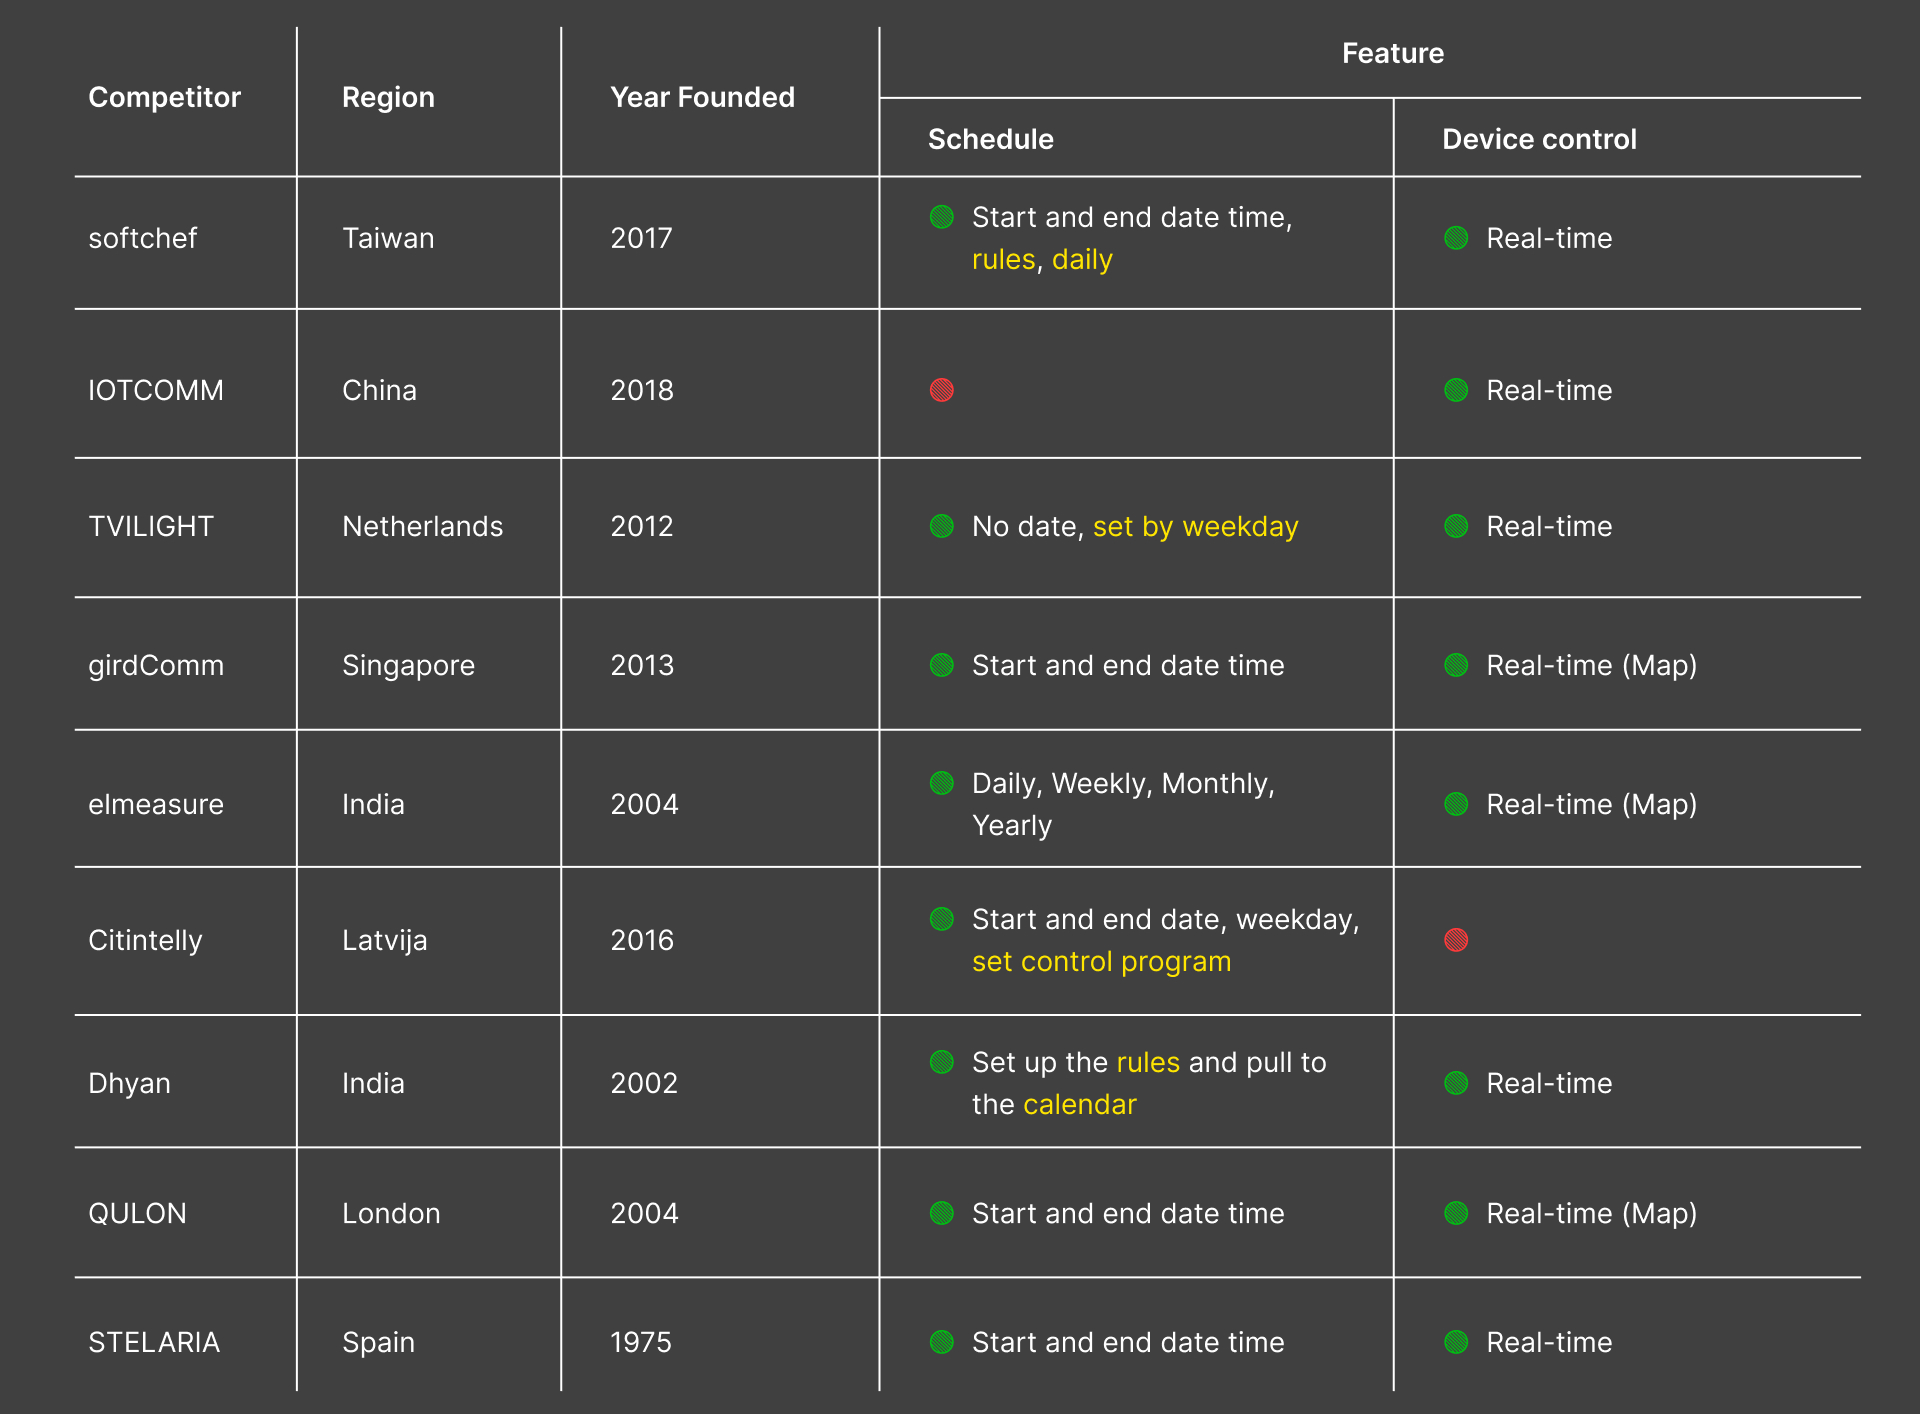 Feature
Competitor
Region
Year Founded
Schedule
Device control
softchef
Taiwan
2017
Start and end date time,
rules, daily
Real-time
IOTCOMM
China
2018
Real-time
TVILIGHT
Netherlands
2012
No date, set by weekday
Real-time
girdComm
Singapore
2013
Start and end date time
Real-time (Map)
elmeasure
India
2004
Daily, Weekly, Monthly,
Yearly
Real-time (Map)
Citintelly
Latvija
2016
Start and end date, weekday,
set control program
Dhyan
India
2002
Set up the rules and pull to
the calendar
Real-time
QULON
London
2004
Start and end date time
Real-time (Map)
STELARIA
Spain
1975
Start and end date time
Real-time